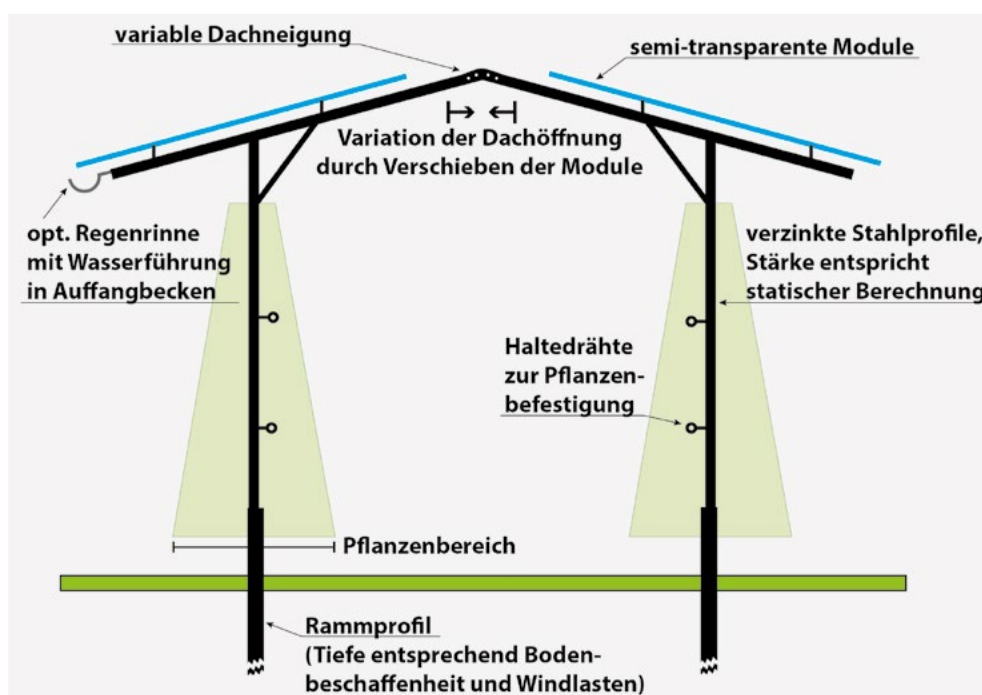 variable Dachneigung
semi-transparente Module
Variation der Dachöffnung
durch Verschieben der Module
opt. Regenrinne
mit Wasserführung
in Auffangbecken
verzinkte Stahlprofile,
Stärke entspricht
statischer Berechnung
Haltedrähte
zur Pflanzen-
befestigung
Pflanzenbereich
Rammprofil
(Tiefe entsprechend Boden-
beschaffenheit und Windlasten)